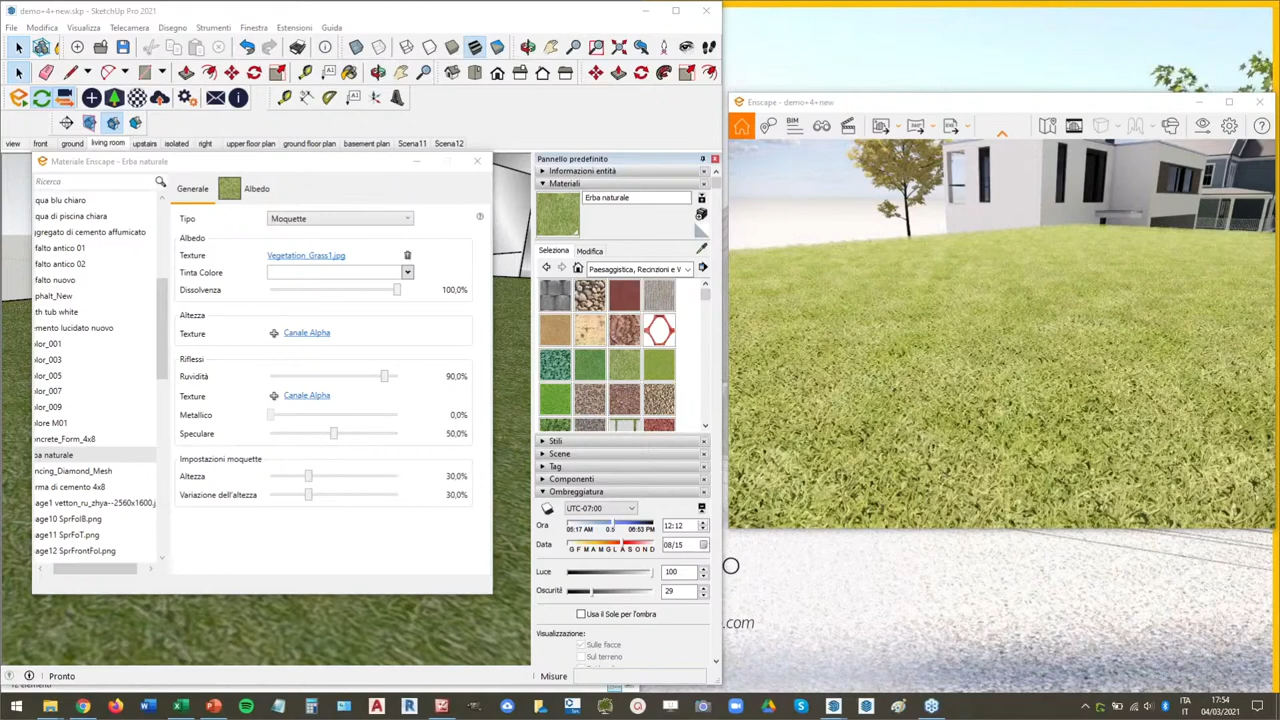 demo+4+new.skp - SketchUp Pro 2021
File Modifica Visualizza Telecamera Disegno Strumenti Finestra Estensioni Guida
view front ground living room upstairs isolated right upper floor plan ground floor plan basement plan Scena11 Scena12
Materiale Enscape - Erba naturale
Ricerca
qua blu chiaro
qua di piscina chiara
ggregato di cemento affumicato
falto antico 01
falto antico 02
falto nuovo
phalt_New
th tub white
emento lucidato nuovo
olor_001
olor_003
olor_005
olor_007
olor_009
olore M01
oncrete_Form_4x8
ba naturale
ncing_Diamond_Mesh
rma di cemento 4x8
age1 vetton_ru_zhya--2560x1600.j
age10 SprFolB.png
age11 SprFoT.png
age12 SprFrontFol.png
Generale Albedo
Tipo Moquette
Albedo
Texture Vegetation_Grass1.jpg
Tinta Colore
Dissolvenza 100,0%
Altezza
Texture Canale Alpha
Riflessi
Ruvidità 90,0%
Texture Canale Alpha
Metallico 0,0%
Speculare 50,0%
Impostazioni moquette
Altezza 30,0%
Variazione dell'altezza 30,0%
Pannello predefinito
Informazioni entità
Materiali
Erba naturale
Seleziona Modifica
Paesaggistica, Recinzioni e V
Stili
Scene
Tag
Componenti
Ombreggiatura
UTC-07:00
Ora 12:12
Data 08/15
G F M A M G L A S O N D
Luce 100
Oscurità 29
Usa il Sole per l'ombra
Visualizzazione:
Sulle facce
Sul terreno
Pronto
Misure
Enscape - demo+4+new
BIM
.com
ITA
IT
17:54
04/03/2021